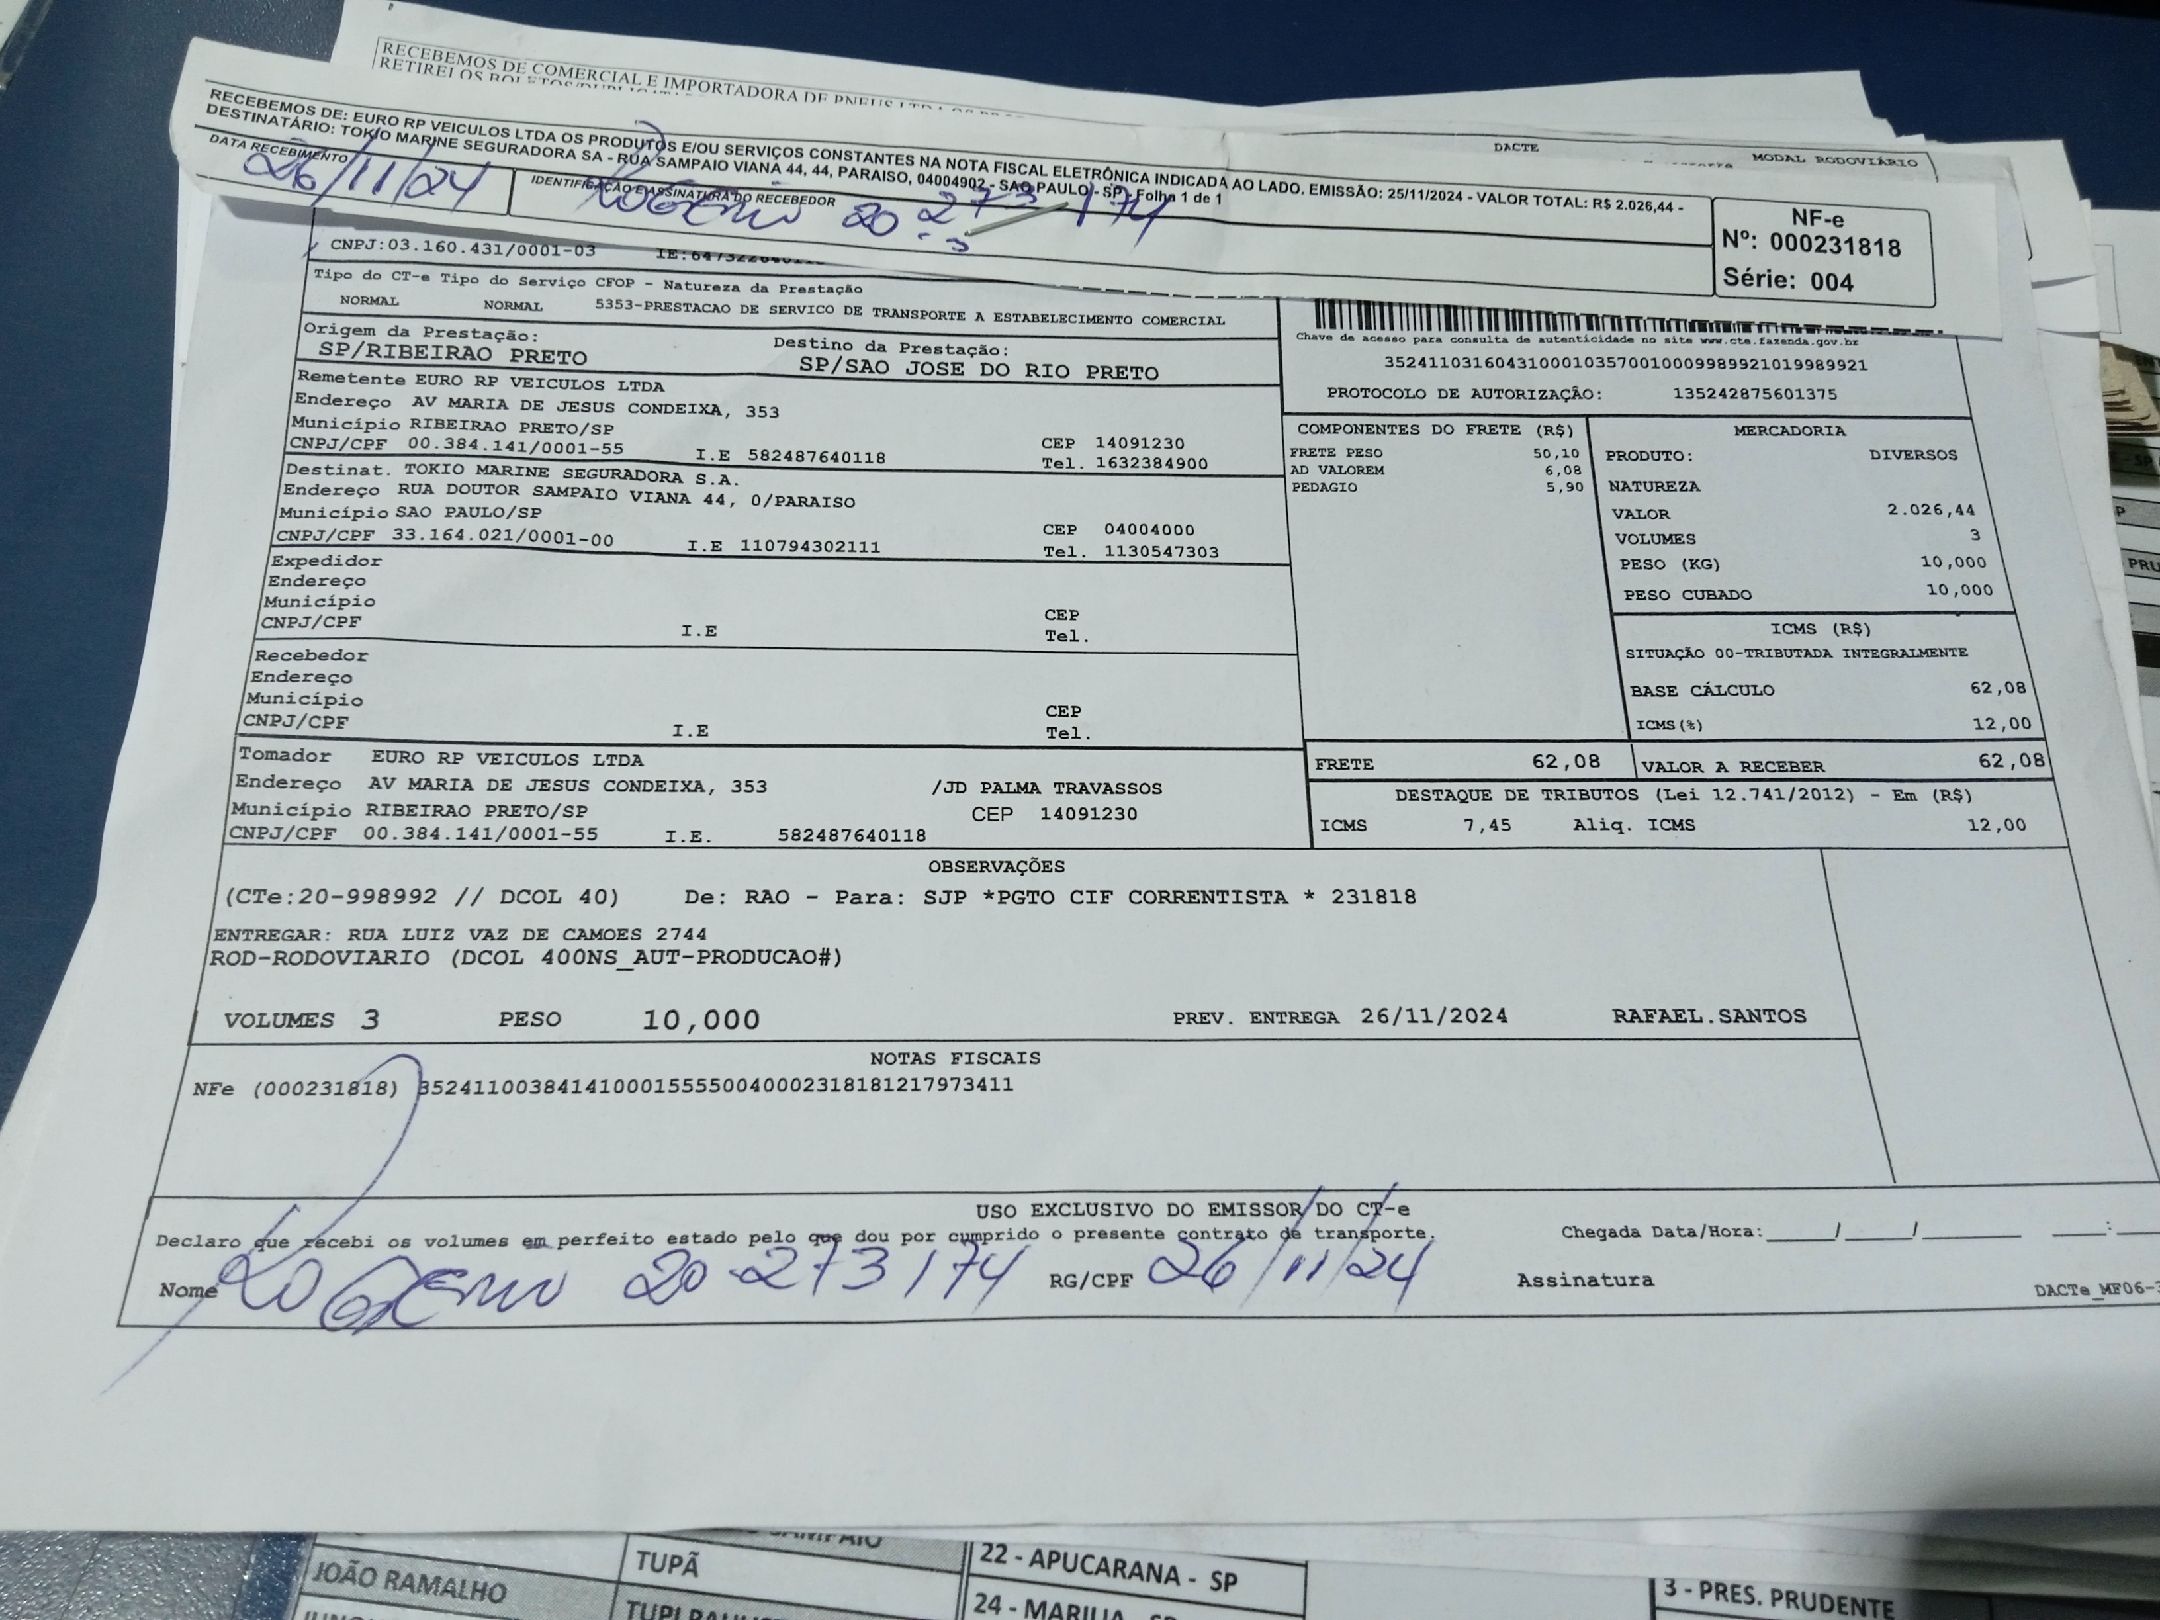 RECEBEMOS DE COMERCIAL E IMPORTADORA DE PNEUS LTDA
RETIREI OS
DACTE
MODAL RODOVIÁRIO
RECEBEMOS DE: EURO RP VEICULOS LTDA OS PRODUTOS E/OU SERVIÇOS CONSTANTES NA NOTA FISCAL ELETRÔNICA INDICADA AO LADO. EMISSÃO: 25/11/2024 - VALOR TOTAL: R$ 2.026,44 -
DESTINATÁRIO: TOKIO MARINE SEGURADORA SA - RUA SAMPAIO VIANA 44, 44, PARAISO, 04004902 - SAO PAULO - SP - Folha 1 de 1
DATA RECEBIMENTO
26/11/24
IDENTIFICAÇÃO E ASSINATURA DO RECEBEDOR
ROGERIO 20 273 174
NF-e
Nº: 000231818
Série: 004
CNPJ:03.160.431/0001-03 IE:
Tipo do CT-e Tipo do Serviço CFOP - Natureza da Prestação
NORMAL NORMAL 5353-PRESTACAO DE SERVICO DE TRANSPORTE A ESTABELECIMENTO COMERCIAL
Chave de acesso para consulta de autenticidade no site www.cte.fazenda.gov.br
35241103160431000103570010009989921019989921
PROTOCOLO DE AUTORIZAÇÃO: 135242875601375
Origem da Prestação: Destino da Prestação:
SP/RIBEIRAO PRETO SP/SAO JOSE DO RIO PRETO
Remetente EURO RP VEICULOS LTDA
Endereço AV MARIA DE JESUS CONDEIXA, 353
Município RIBEIRAO PRETO/SP CEP 14091230
CNPJ/CPF 00.384.141/0001-55 I.E 582487640118 Tel. 1632384900
Destinat. TOKIO MARINE SEGURADORA S.A.
Endereço RUA DOUTOR SAMPAIO VIANA 44, 0/PARAISO
Município SAO PAULO/SP CEP 04004000
CNPJ/CPF 33.164.021/0001-00 I.E 110794302111 Tel. 1130547303
Expedidor
Endereço
Município CEP
CNPJ/CPF I.E Tel.
Recebedor
Endereço
Município CEP
CNPJ/CPF I.E Tel.
Tomador EURO RP VEICULOS LTDA
Endereço AV MARIA DE JESUS CONDEIXA, 353 /JD PALMA TRAVASSOS
Município RIBEIRAO PRETO/SP CEP 14091230
CNPJ/CPF 00.384.141/0001-55 I.E. 582487640118
COMPONENTES DO FRETE (R$)
FRETE PESO 50,10
AD VALOREM 6,08
PEDAGIO 5,90
MERCADORIA
PRODUTO: DIVERSOS
NATUREZA
VALOR 2.026,44
VOLUMES 3
PESO (KG) 10,000
PESO CUBADO 10,000
ICMS (R$)
SITUAÇÃO 00-TRIBUTADA INTEGRALMENTE
BASE CÁLCULO 62,08
ICMS(%) 12,00
FRETE 62,08 VALOR A RECEBER 62,08
DESTAQUE DE TRIBUTOS (Lei 12.741/2012) - Em (R$)
ICMS 7,45 Aliq. ICMS 12,00
OBSERVAÇÕES
(CTe:20-998992 // DCOL 40) De: RAO - Para: SJP *PGTO CIF CORRENTISTA * 231818
ENTREGAR: RUA LUIZ VAZ DE CAMOES 2744
ROD-RODOVIARIO (DCOL 400NS_AUT-PRODUCAO#)
VOLUMES 3 PESO 10,000 PREV. ENTREGA 26/11/2024 RAFAEL.SANTOS
NOTAS FISCAIS
NFe (000231818) 35241100384141000155550040002318181217973411
USO EXCLUSIVO DO EMISSOR DO CT-e
Declaro que recebi os volumes em perfeito estado pelo que dou por cumprido o presente contrato de transporte. Chegada Data/Hora:____/____/______ ___:__
Nome ROGERIO 20 273 174 RG/CPF 26/11/24 Assinatura
DACTe_MF06-
JOÃO RAMALHO
TUPÃ
22 - APUCARANA - SP
24 - MARILIA
3 - PRES. PRUDENTE